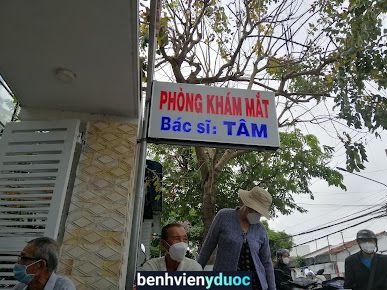 PHÒNG KHÁM MẮT
Bác sĩ: TÂM
benhvienyduoc